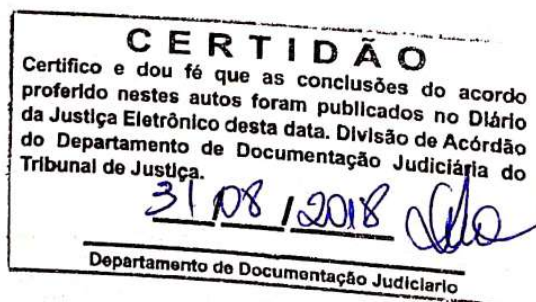 CERTIDÃO
Certifico e dou fé que as conclusões do acordo
proferido nestes autos foram publicados no Diário
da Justiça Eletrônico desta data. Divisão de Acórdão
do Departamento de Documentação Judiciária do
Tribunal de Justiça.
31/08/2018
Departamento de Documentação Judiciario